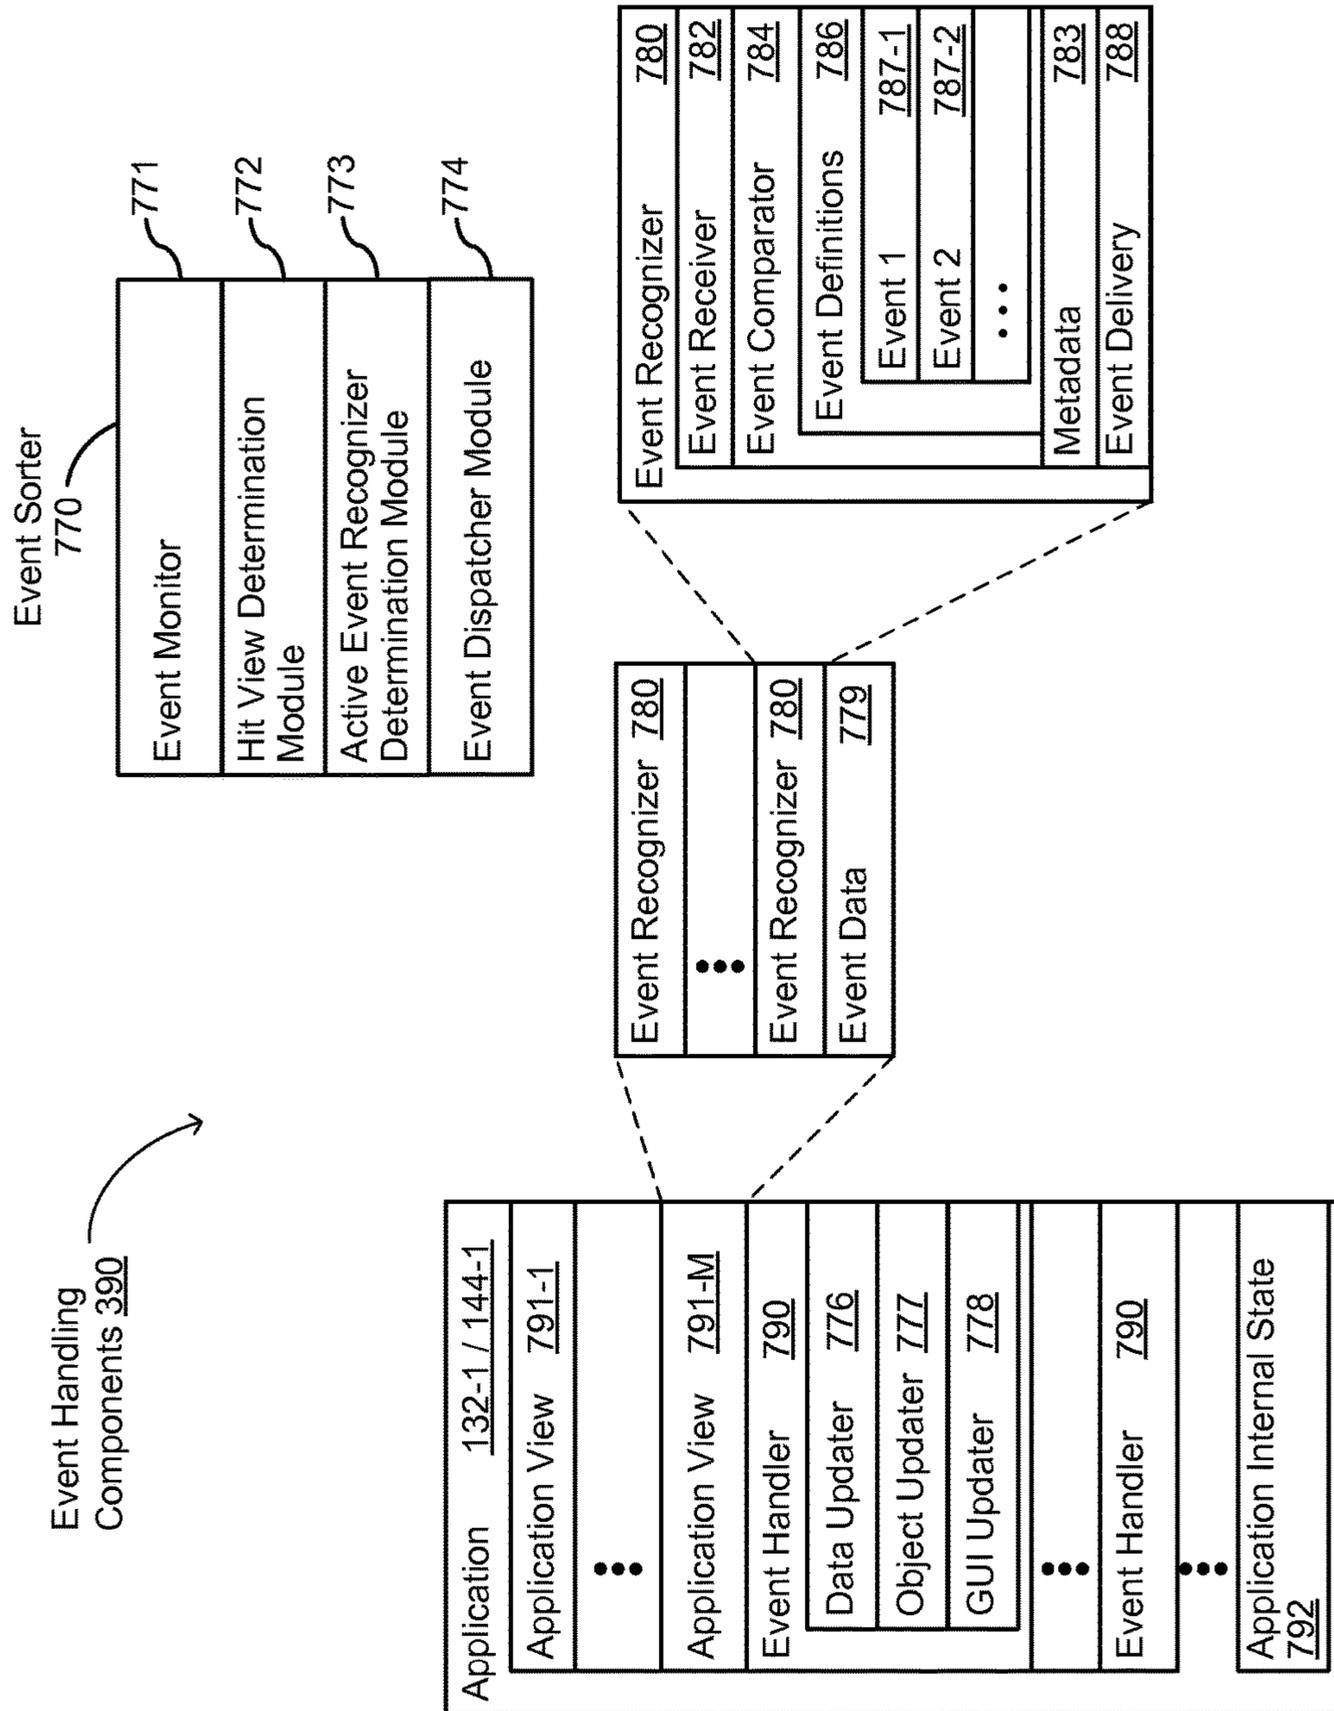 Event Handling
Components 390
Event Sorter
770
Event Monitor
771
Hit View Determination
Module
772
Active Event Recognizer
Determination Module
773
Event Dispatcher Module
774
Application 132-1 / 144-1
Application View 791-1
•••
Application View 791-M
Event Handler 790
Data Updater 776
Object Updater 777
GUI Updater 778
•••
Event Handler 790
•••
Application Internal State
792
Event Recognizer 780
•••
Event Recognizer 780
Event Data 779
Event Recognizer 780
Event Receiver 782
Event Comparator 784
Event Definitions 786
Event 1 787-1
Event 2 787-2
•••
Metadata 783
Event Delivery 788